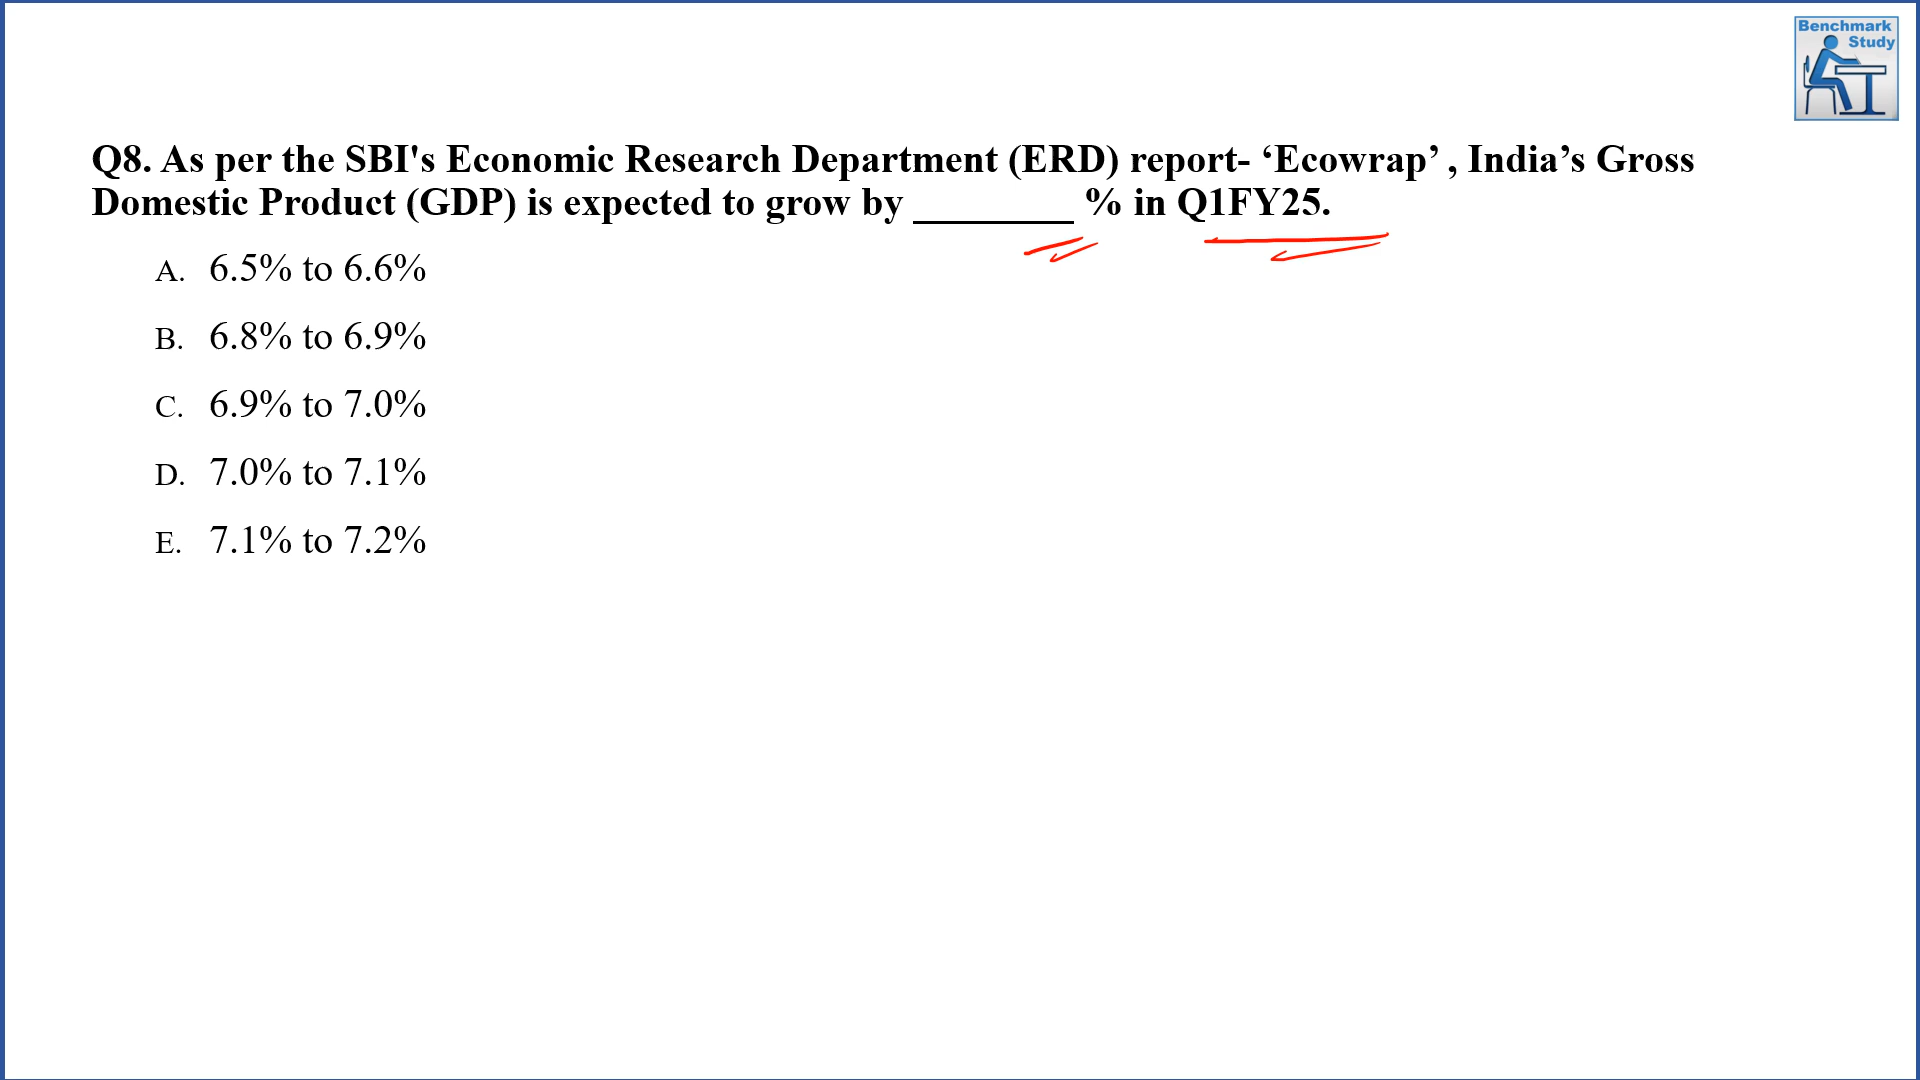 Benchmark
Study
Q8. As per the SBI's Economic Research Department (ERD) report- ‘Ecowrap’ , India’s Gross
Domestic Product (GDP) is expected to grow by ________ % in Q1FY25.
A. 6.5% to 6.6%
B. 6.8% to 6.9%
C. 6.9% to 7.0%
D. 7.0% to 7.1%
E. 7.1% to 7.2%